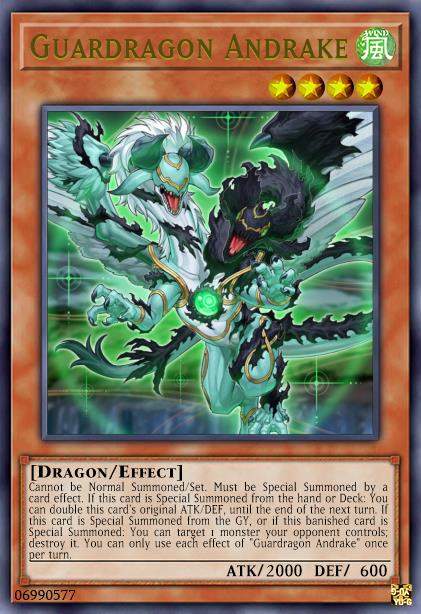 GUARDRAGON ANDRAKE
WIND
風
[DRAGON/EFFECT]
Cannot be Normal Summoned/Set. Must be Special Summoned by a
card effect. If this card is Special Summoned from the hand or Deck: You
can double this card's original ATK/DEF, until the end of the next turn. If
this card is Special Summoned from the GY, or if this banished card is
Special Summoned: You can target 1 monster your opponent controls;
destroy it. You can only use each effect of "Guardragon Andrake" once
per turn.
ATK/2000 DEF/ 600
06990577